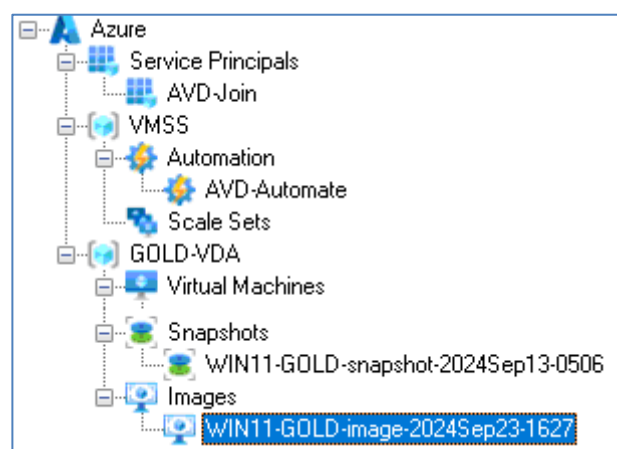 Azure
Service Principals
AVD-Join
VMSS
Automation
AVD-Automate
Scale Sets
GOLD-VDA
Virtual Machines
Snapshots
WIN11-GOLD-snapshot-2024Sep13-0506
Images
WIN11-GOLD-image-2024Sep23-1627